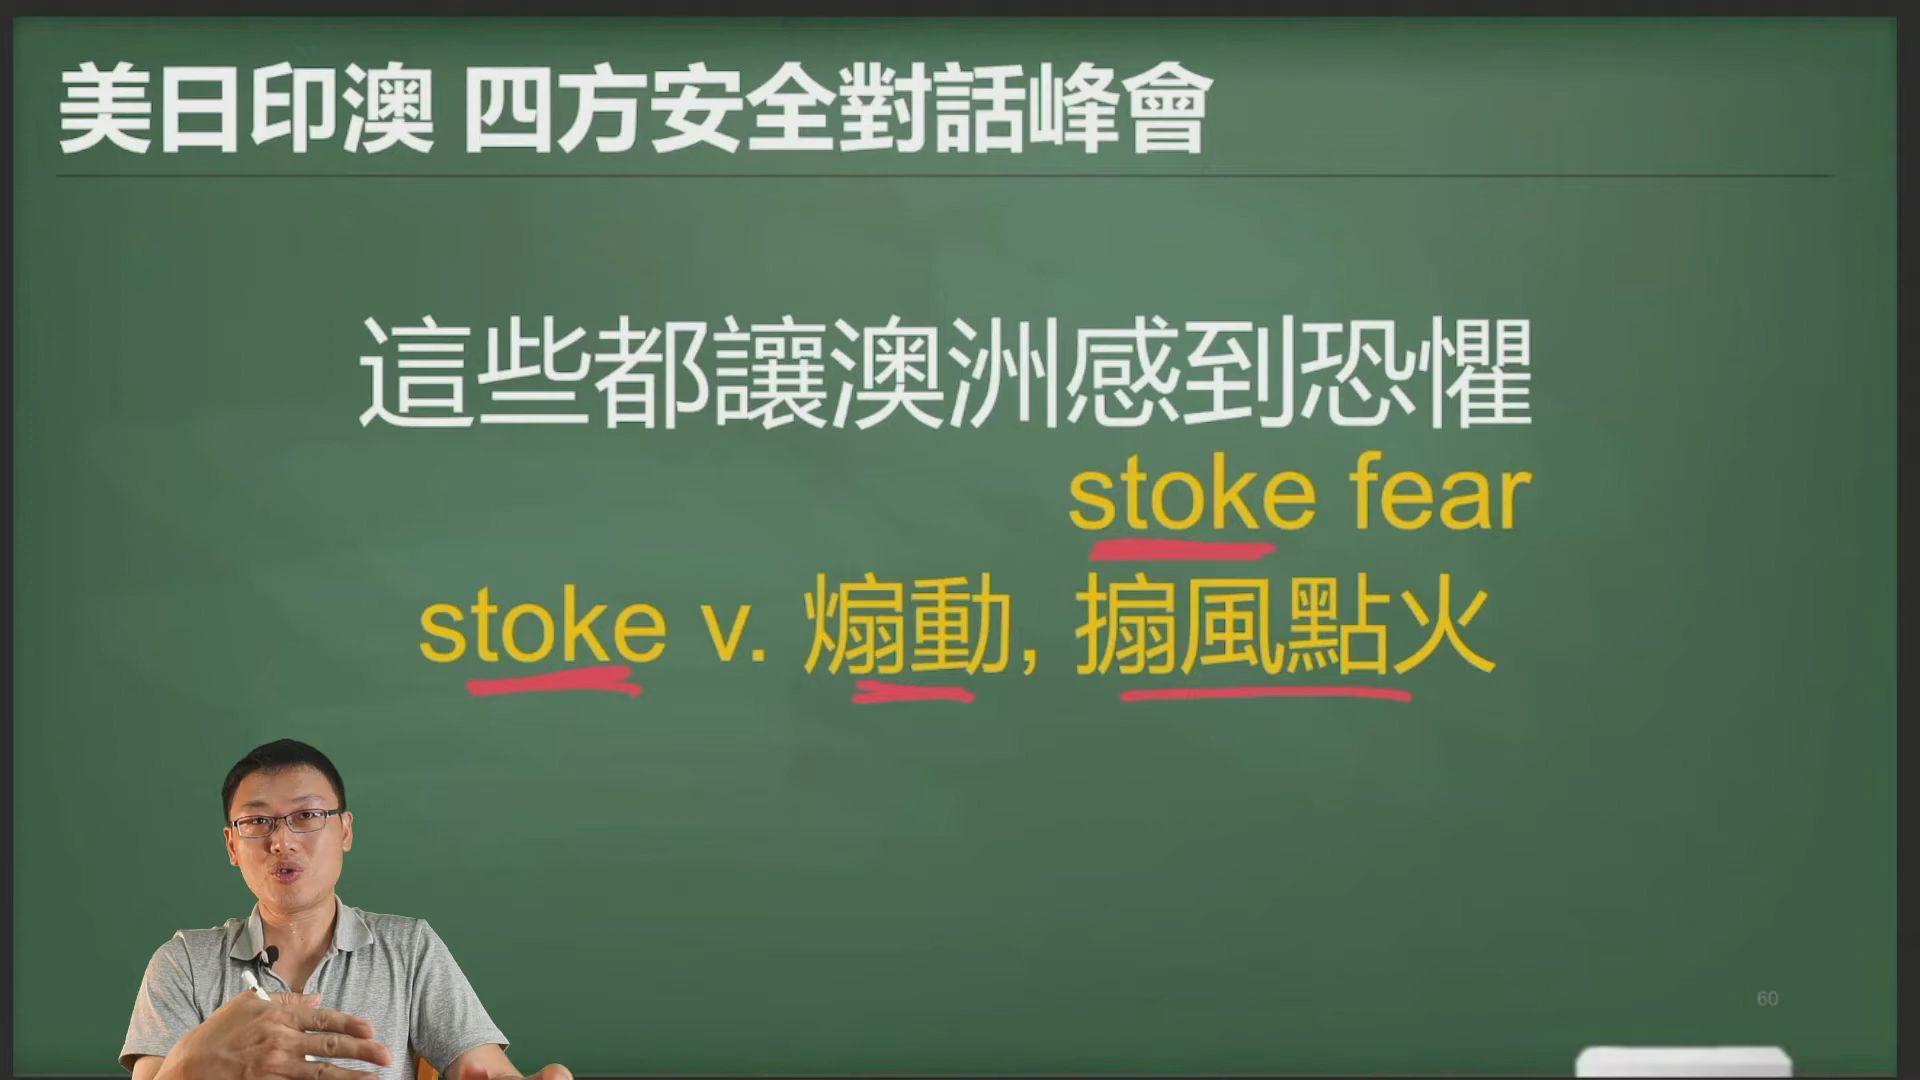 美日印澳 四方安全對話峰會
這些都讓澳洲感到恐懼
stoke fear
stoke v. 煽動, 搧風點火
60